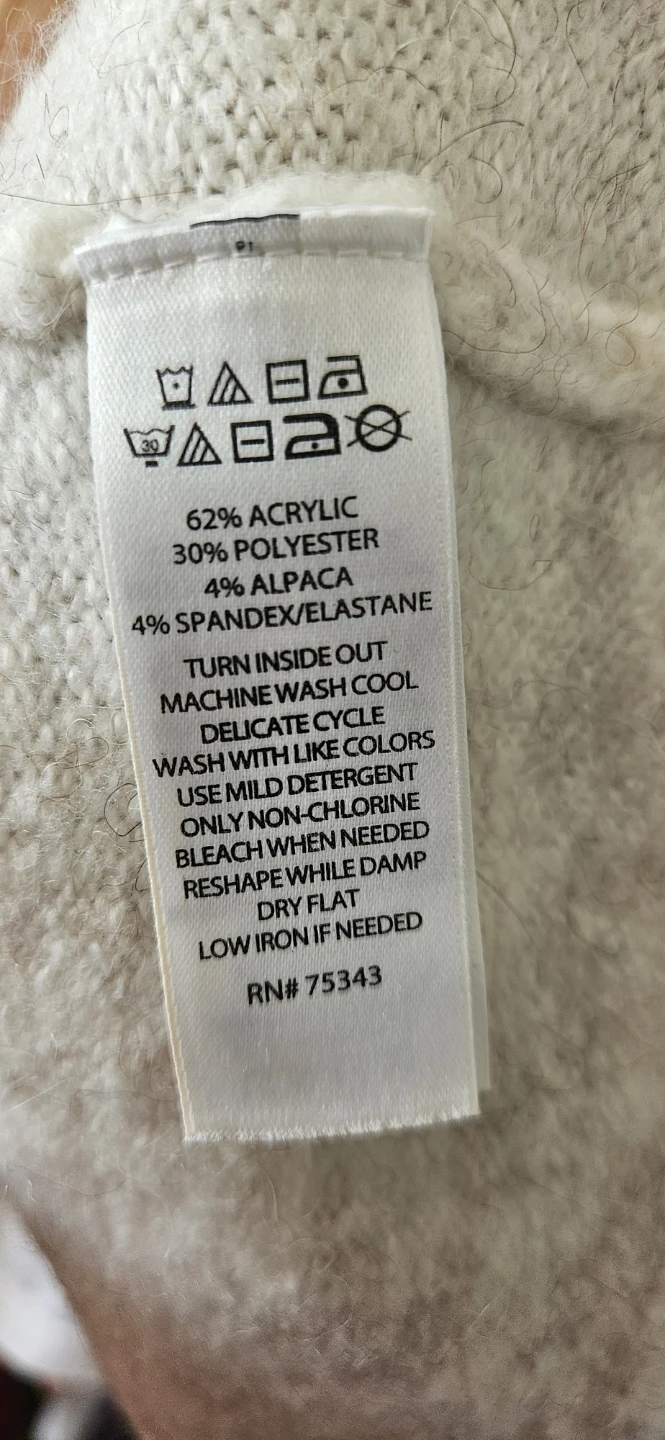 30
62% ACRYLIC
30% POLYESTER
4% ALPACA
4% SPANDEX/ELASTANE
TURN INSIDE OUT
MACHINE WASH COOL
DELICATE CYCLE
WASH WITH LIKE COLORS
USE MILD DETERGENT
ONLY NON-CHLORINE
BLEACH WHEN NEEDED
RESHAPE WHILE DAMP
DRY FLAT
LOW IRON IF NEEDED
RN# 75343